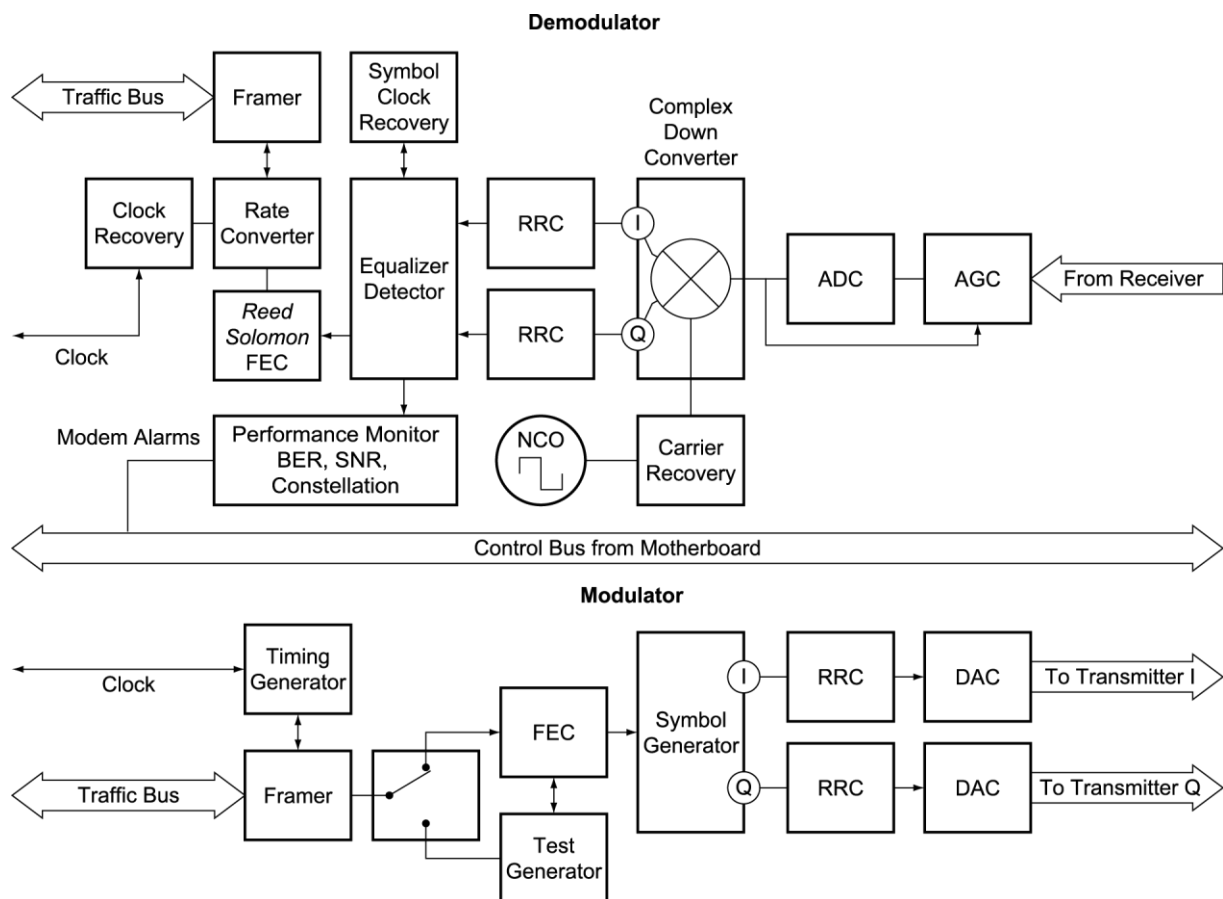 Demodulator
Traffic Bus
Framer
Symbol
Clock
Recovery
Complex
Down
Converter
Clock
Recovery
Rate
Converter
Equalizer
Detector
RRC
I
ADC
AGC
From Receiver
Reed
Solomon
FEC
RRC
Q
Clock
Modem Alarms
Performance Monitor
BER, SNR,
Constellation
NCO
Carrier
Recovery
Control Bus from Motherboard
Modulator
Clock
Timing
Generator
Traffic Bus
Framer
FEC
Test
Generator
Symbol
Generator
I
RRC
DAC
To Transmitter I
Q
RRC
DAC
To Transmitter Q